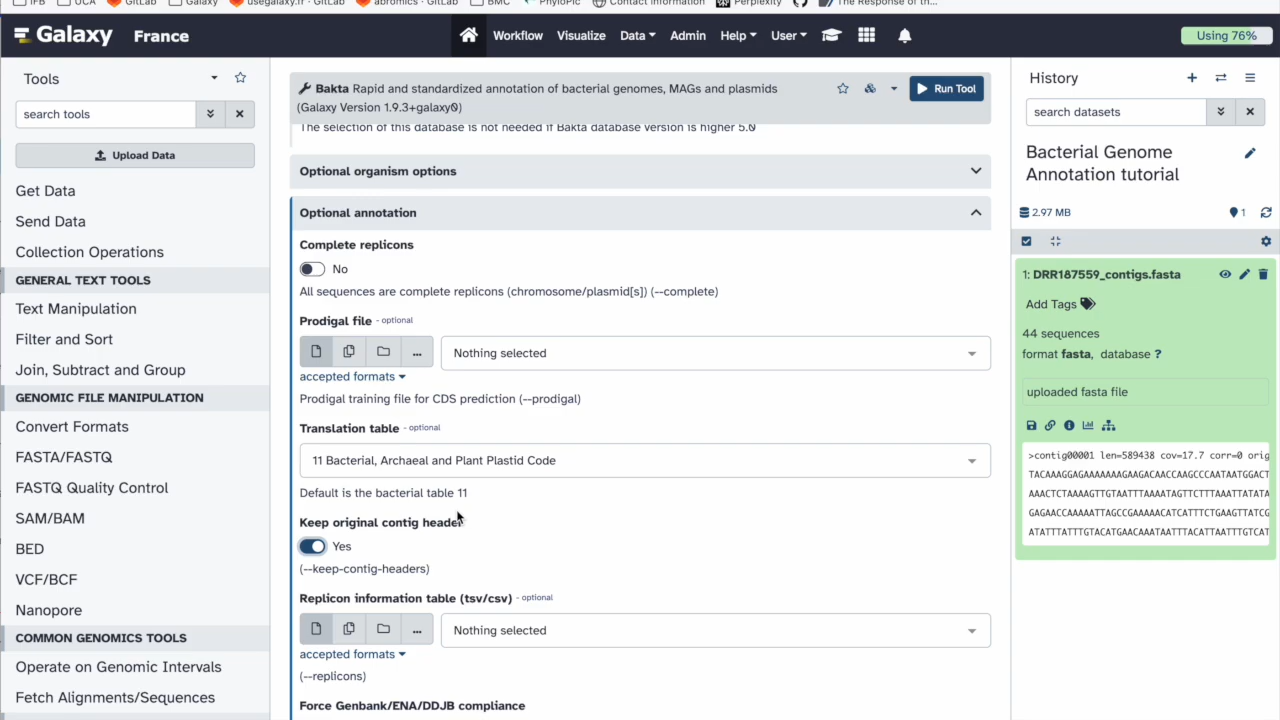 IFB UCA GitLab Galaxy usegalaxy.fr · GitLab abromics · GitLab BMC PhyloPic Contact information Perplexity The Response of th...
Galaxy France
Workflow Visualize Data Admin Help User
Using 76%
Tools
search tools
Upload Data
Get Data
Send Data
Collection Operations
GENERAL TEXT TOOLS
Text Manipulation
Filter and Sort
Join, Subtract and Group
GENOMIC FILE MANIPULATION
Convert Formats
FASTA/FASTQ
FASTQ Quality Control
SAM/BAM
BED
VCF/BCF
Nanopore
COMMON GENOMICS TOOLS
Operate on Genomic Intervals
Fetch Alignments/Sequences
Bakta Rapid and standardized annotation of bacterial genomes, MAGs and plasmids
(Galaxy Version 1.9.3+galaxy0)
Run Tool
The selection of this database is not needed if Bakta database version is higher 5.0
Optional organism options
Optional annotation
Complete replicons
No
All sequences are complete replicons (chromosome/plasmid[s]) (--complete)
Prodigal file - optional
... Nothing selected
accepted formats
Prodigal training file for CDS prediction (--prodigal)
Translation table - optional
11 Bacterial, Archaeal and Plant Plastid Code
Default is the bacterial table 11
Keep original contig header
Yes
(--keep-contig-headers)
Replicon information table (tsv/csv) - optional
... Nothing selected
accepted formats
(--replicons)
Force Genbank/ENA/DDJB compliance
History
search datasets
Bacterial Genome
Annotation tutorial
2.97 MB
1
1: DRR187559_contigs.fasta
Add Tags
44 sequences
format fasta, database ?
uploaded fasta file
>contig00001 len=589438 cov=17.7 corr=0 orig
TACAAAGGAGAAAAAAAGAAGACAACCAAGCCCAATAATGGACT
AAACTCTAAAAGTTGTAATTTAAAATAGTTCTTTAAATTATATA
GAGAACCAAAAATTAGCCGAAAAACATCATTTCTGAAGTTATCG
ATATTTATTTGTACATGAACAAATAATTTACATTAATTTGTCAT